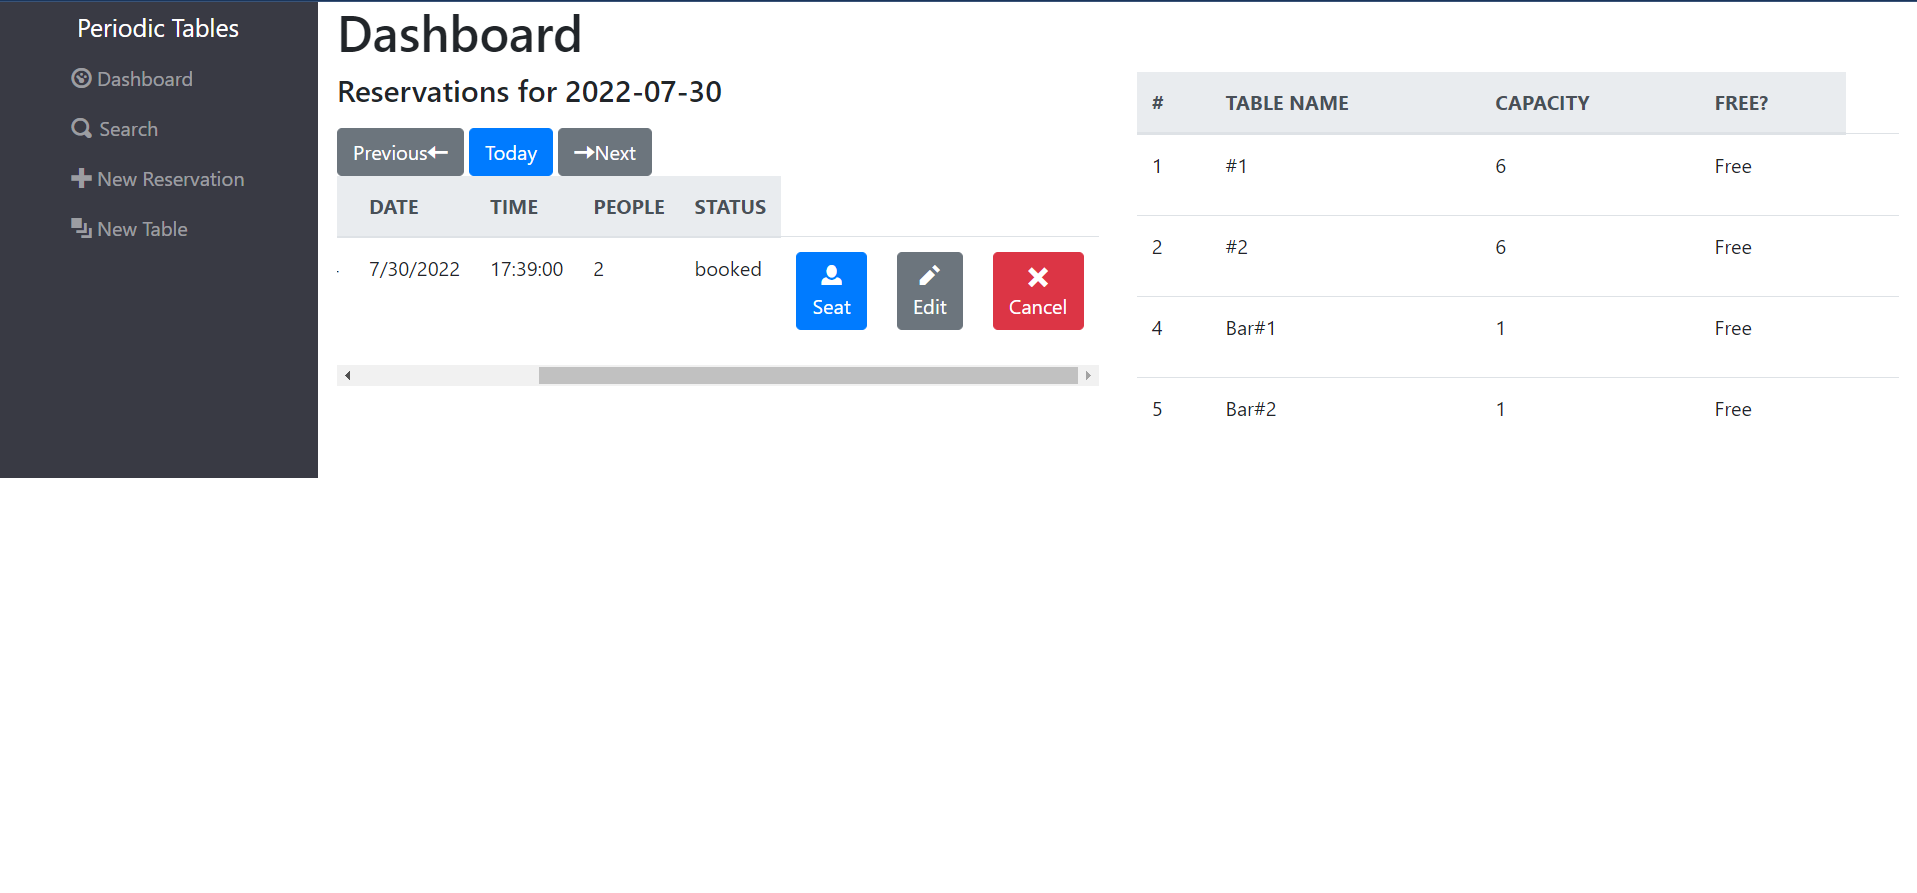 Periodic Tables
Dashboard
Search
New Reservation
New Table
Dashboard
Reservations for 2022-07-30
Previous Today Next
DATE TIME PEOPLE STATUS
7/30/2022 17:39:00 2 booked Seat Edit Cancel
# TABLE NAME CAPACITY FREE?
1 #1 6 Free
2 #2 6 Free
4 Bar#1 1 Free
5 Bar#2 1 Free